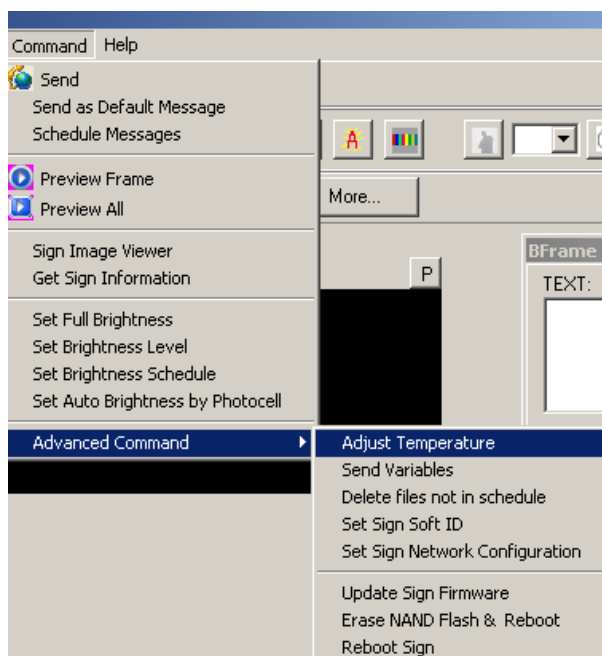 Command Help
Send
Send as Default Message
Schedule Messages
A
Preview Frame
Preview All
More...
Sign Image Viewer
Get Sign Information
P
BFrame
TEXT:
Set Full Brightness
Set Brightness Level
Set Brightness Schedule
Set Auto Brightness by Photocell
Advanced Command
Adjust Temperature
Send Variables
Delete files not in schedule
Set Sign Soft ID
Set Sign Network Configuration
Update Sign Firmware
Erase NAND Flash & Reboot
Reboot Sign